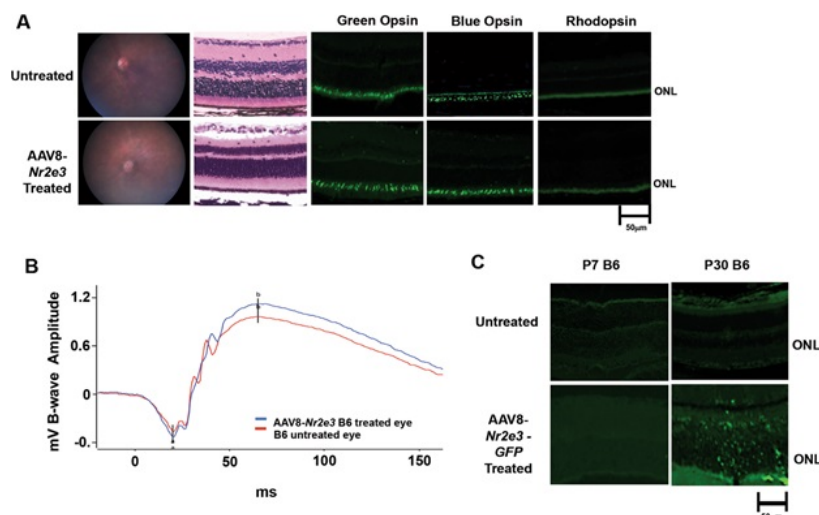 A
Green Opsin Blue Opsin Rhodopsin
Untreated
ONL
AAV8-
Nr2e3
Treated
ONL
50μm
B
mV B-wave Amplitude
1.2
0.6
0
-0.
b
a
AAV8-Nr2e3 B6 treated eye
B6 untreated eye
0 50 100 150
ms
C
P7 B6 P30 B6
Untreated
ONL
AAV8-
Nr2e3 -
GFP
Treated
ONL